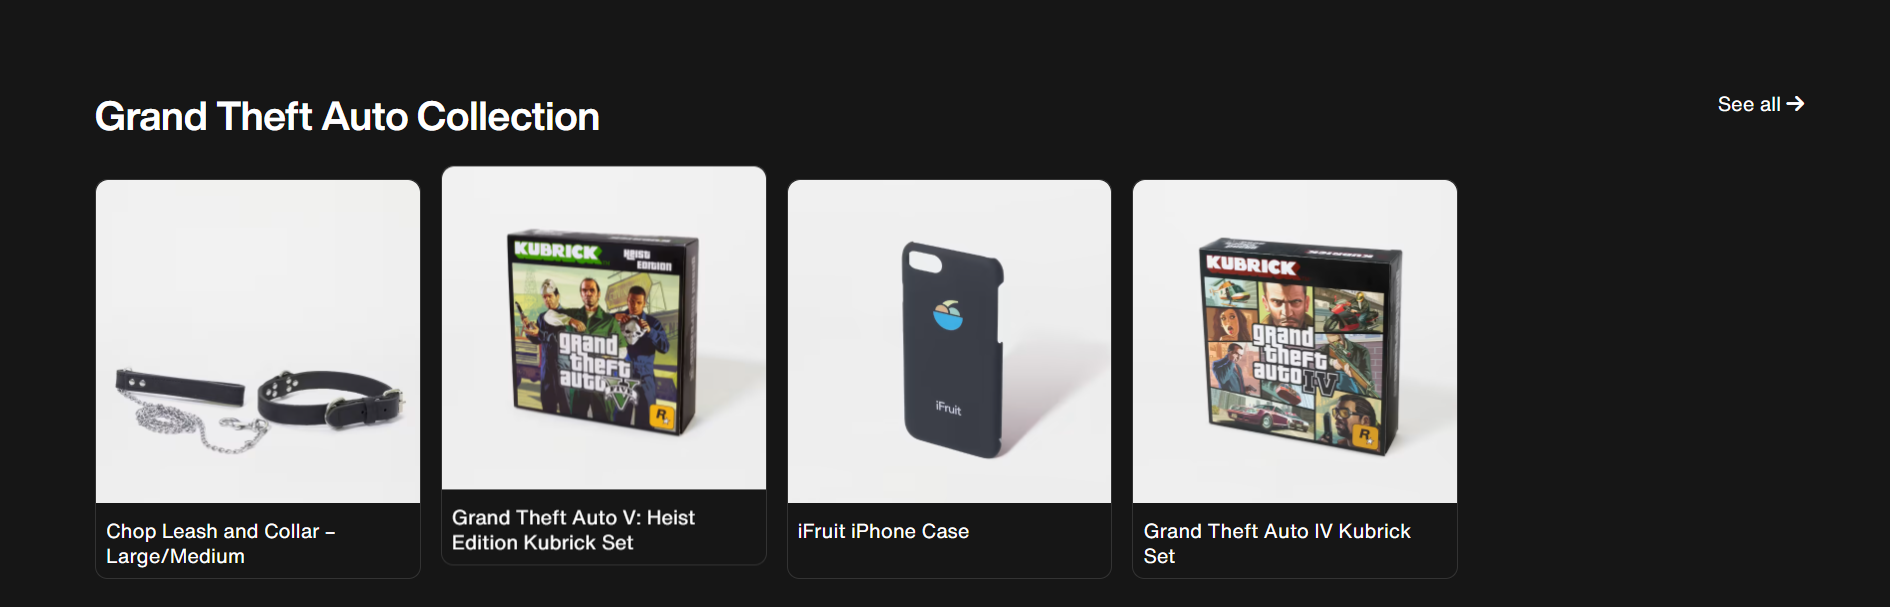 Grand Theft Auto Collection
See all →
KUBRICK
HEIST
EDITION
grand
theft
auto V
R
iFruit
KUBRICK
grand
theft
auto IV
R
Chop Leash and Collar –
Large/Medium
Grand Theft Auto V: Heist
Edition Kubrick Set
iFruit iPhone Case
Grand Theft Auto IV Kubrick
Set